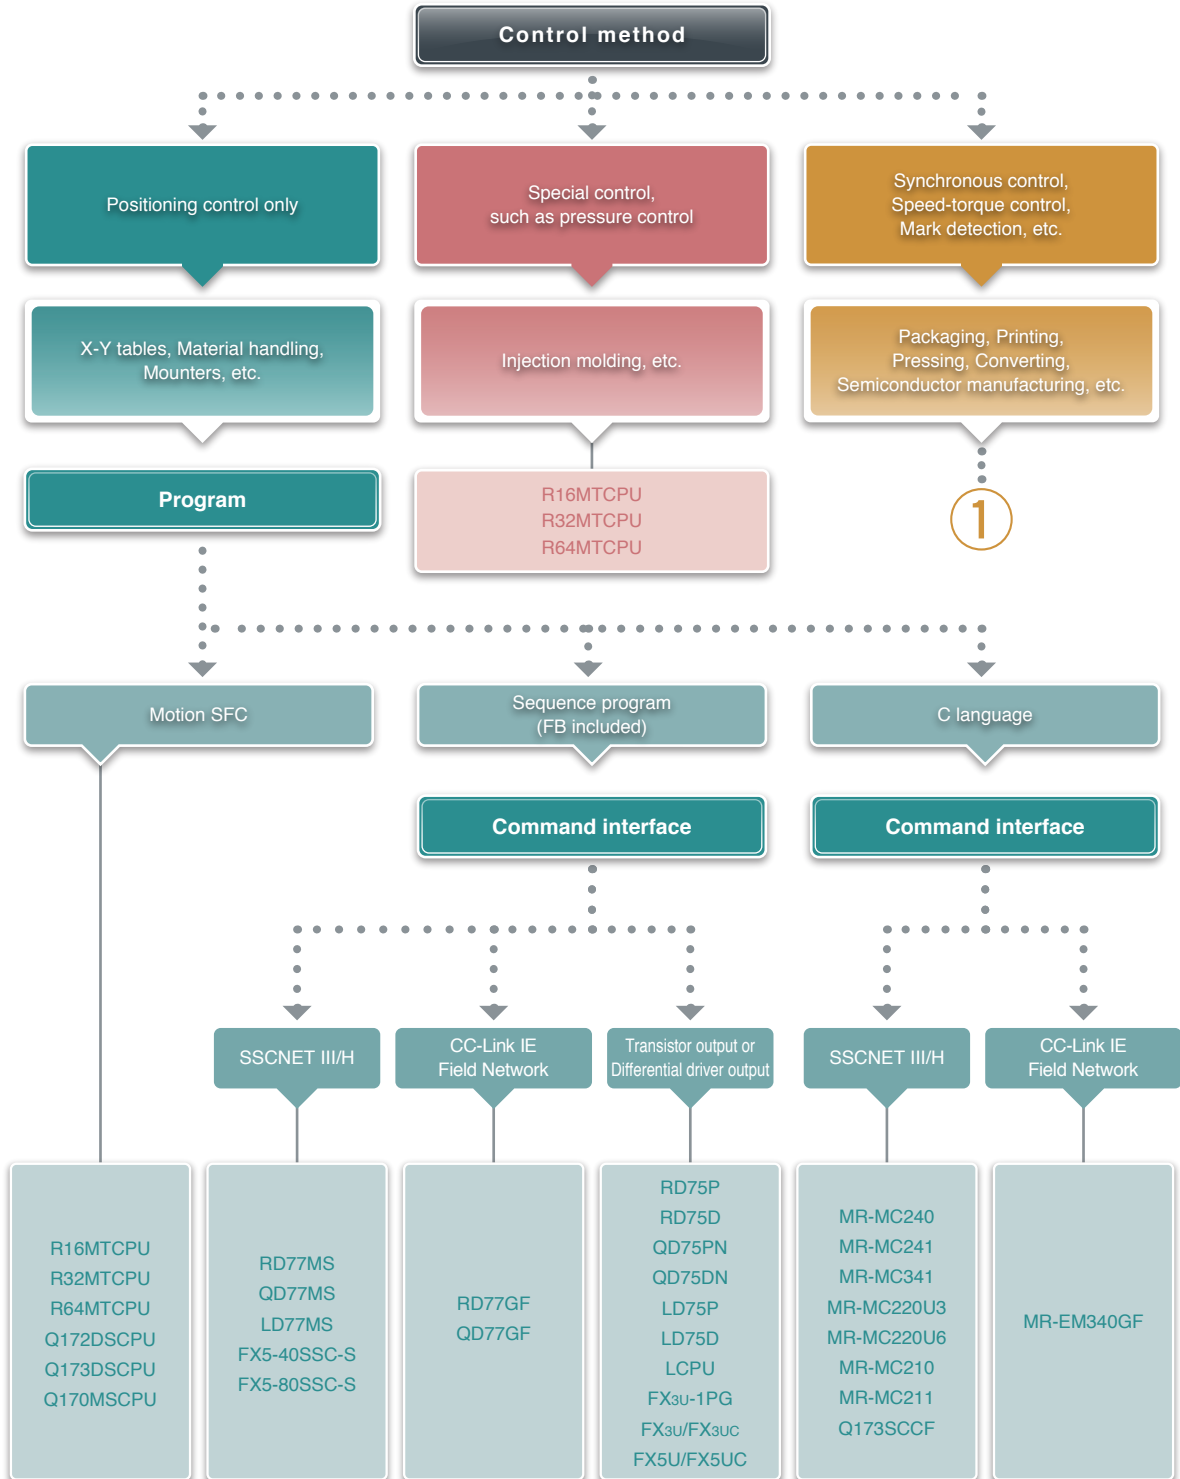 Control method
Positioning control only
Special control,
such as pressure control
Synchronous control,
Speed-torque control,
Mark detection, etc.
X-Y tables, Material handling,
Mounters, etc.
Injection molding, etc.
Packaging, Printing,
Pressing, Converting,
Semiconductor manufacturing, etc.
Program
R16MTCPU
R32MTCPU
R64MTCPU
1
Motion SFC
Sequence program
(FB included)
C language
Command interface
Command interface
SSCNET III/H
CC-Link IE
Field Network
Transistor output or
Differential driver output
SSCNET III/H
CC-Link IE
Field Network
R16MTCPU
R32MTCPU
R64MTCPU
Q172DSCPU
Q173DSCPU
Q170MSCPU
RD77MS
QD77MS
LD77MS
FX5-40SSC-S
FX5-80SSC-S
RD77GF
QD77GF
RD75P
RD75D
QD75PN
QD75DN
LD75P
LD75D
LCPU
FX3U-1PG
FX3U/FX3UC
FX5U/FX5UC
MR-MC240
MR-MC241
MR-MC341
MR-MC220U3
MR-MC220U6
MR-MC210
MR-MC211
Q173SCCF
MR-EM340GF